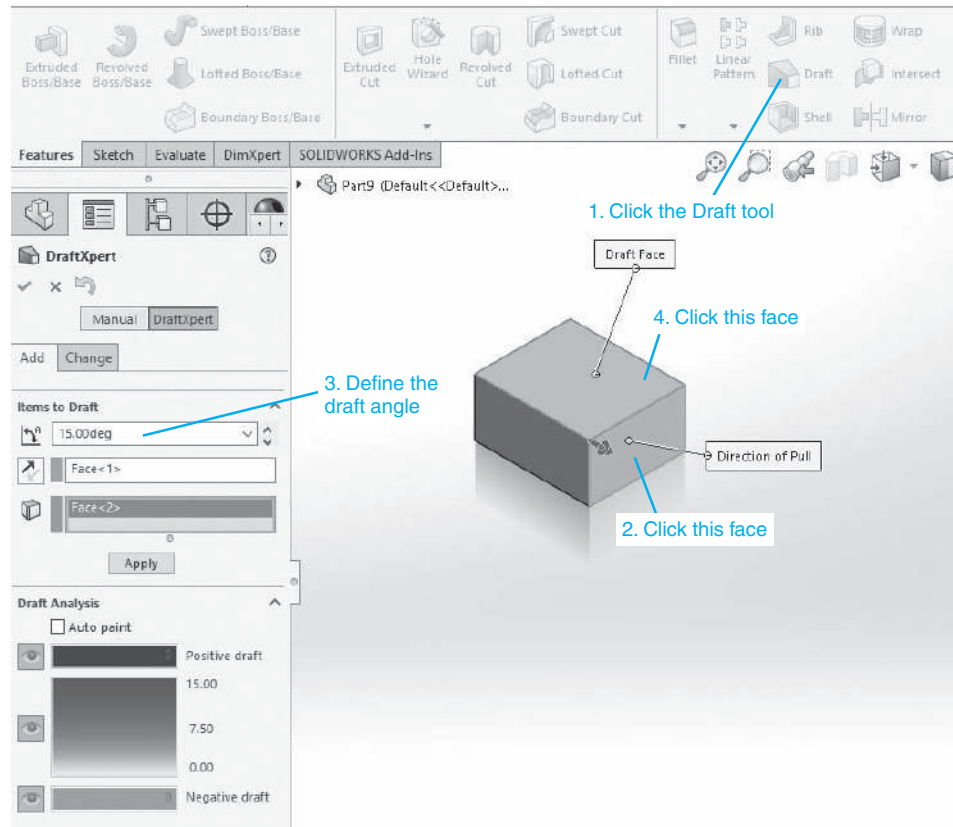 Extruded
Boss/Base
Revolved
Boss/Base
Swept Boss/Base
Lofted Boss/Base
Boundary Boss/Base
Extruded
Cut
Hole
Wizard
Revolved
Cut
Swept Cut
Lofted Cut
Boundary Cut
Fillet
Linear
Pattern
Rib
Draft
Shell
Wrap
Intersect
Mirror
Features
Sketch
Evaluate
DimXpert
SOLIDWORKS Add-Ins
Part9 (Default<<Default>...
1. Click the Draft tool
DraftXpert
Manual
DraftXpert
Add
Change
Items to Draft
15.00deg
Face<1>
Face<2>
Apply
3. Define the
draft angle
Draft Face
4. Click this face
Direction of Pull
2. Click this face
Draft Analysis
Auto paint
0
Positive draft
15.00
7.50
0.00
0
Negative draft